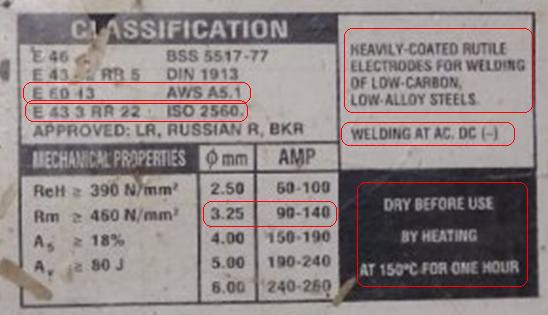 CLASSIFICATION
E 46 BSS 5517-77
E 43 RR 5 DIN 1913
E 60 13 AWS A5.1
E 43 3 RR 22 ISO 2560.
APPROVED: LR, RUSSIAN R, BKR
HEAVILY-COATED RUTILE
ELECTRODES FOR WELDING
OF LOW-CARBON,
LOW-ALLOY STEELS.
WELDING AT AC, DC (–)
MECHANICAL PROPERTIES
ReH ≥ 390 N/mm²
Rm ≥ 460 N/mm²
A₅ ≥ 18%
Aᵥ ≥ 80 J
ϕ mm AMP
2.50 60-100
3.25 90-140
4.00 150-190
5.00 190-240
6.00 240-280
DRY BEFORE USE
BY HEATING
AT 150°C FOR ONE HOUR